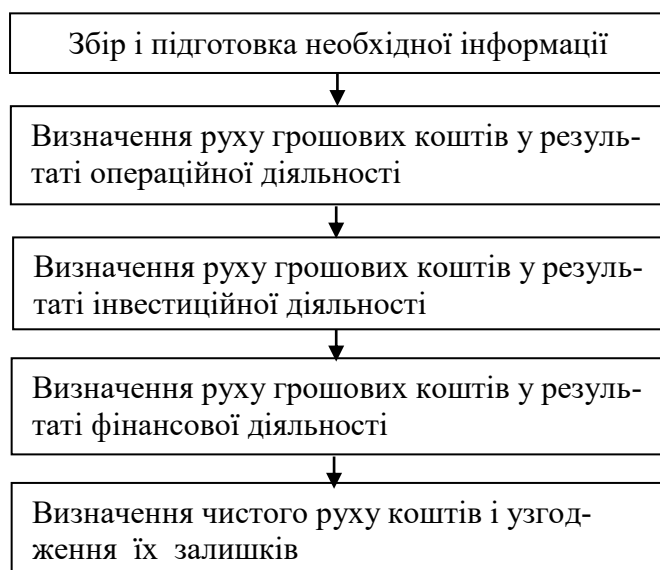 Збір і підготовка необхідної інформації
Визначення руху грошових коштів у резуль-
таті операційної діяльності
Визначення руху грошових коштів у резуль-
таті інвестиційної діяльності
Визначення руху грошових коштів у резуль-
таті фінансової діяльності
Визначення чистого руху коштів і узгод-
ження їх залишків